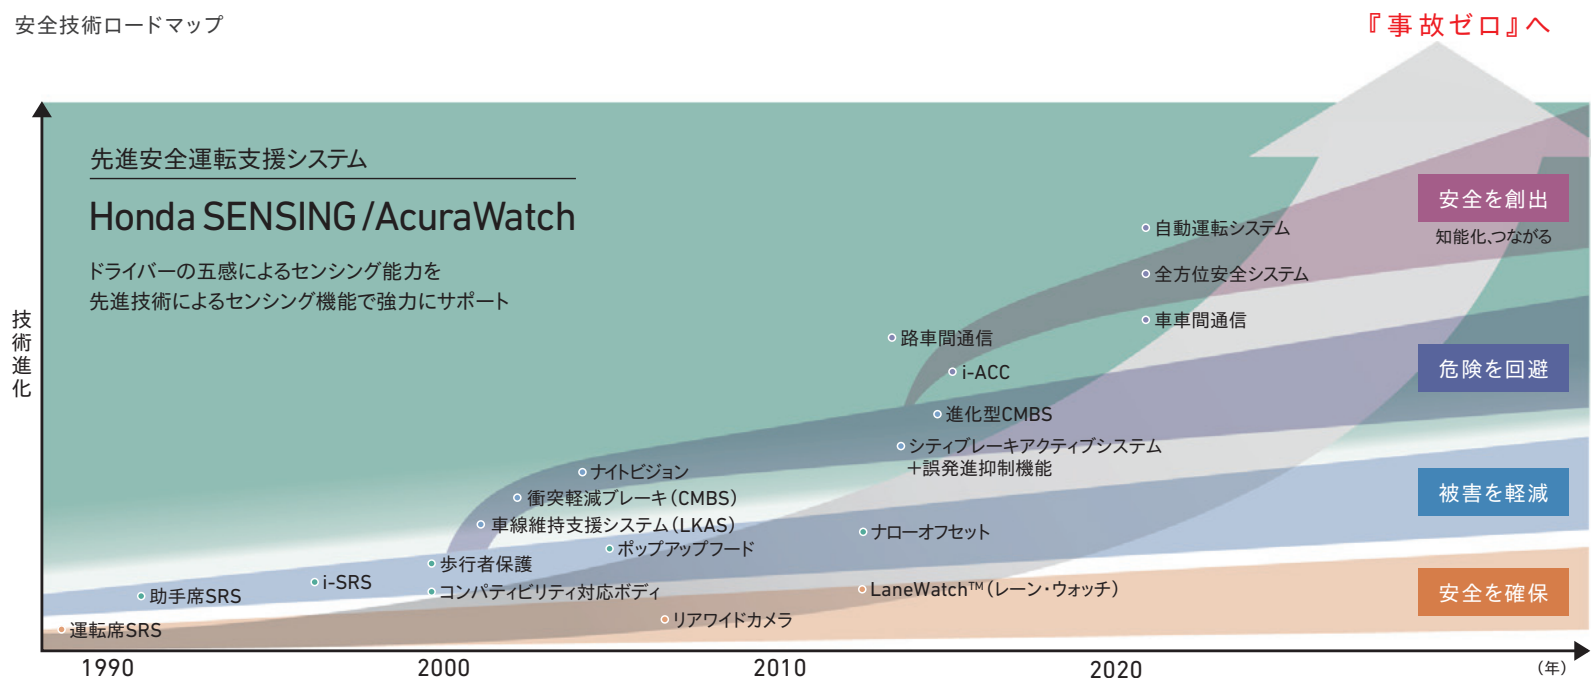 安全技術ロードマップ
『事故ゼロ』へ
先進安全運転支援システム
Honda SENSING/AcuraWatch
ドライバーの五感によるセンシング能力を
先進技術によるセンシング機能で強力にサポート
技術進化
安全を創出
知能化、つながる
自動運転システム
全方位安全システム
車車間通信
路車間通信
i-ACC
危険を回避
進化型CMBS
シティブレーキアクティブシステム
＋誤発進抑制機能
ナイトビジョン
衝突軽減ブレーキ（CMBS）
車線維持支援システム（LKAS）
被害を軽減
ナローオフセット
ポップアップフード
歩行者保護
コンパティビリティ対応ボディ
i-SRS
助手席SRS
安全を確保
LaneWatch™（レーン・ウォッチ）
リアワイドカメラ
運転席SRS
1990
2000
2010
2020
（年）